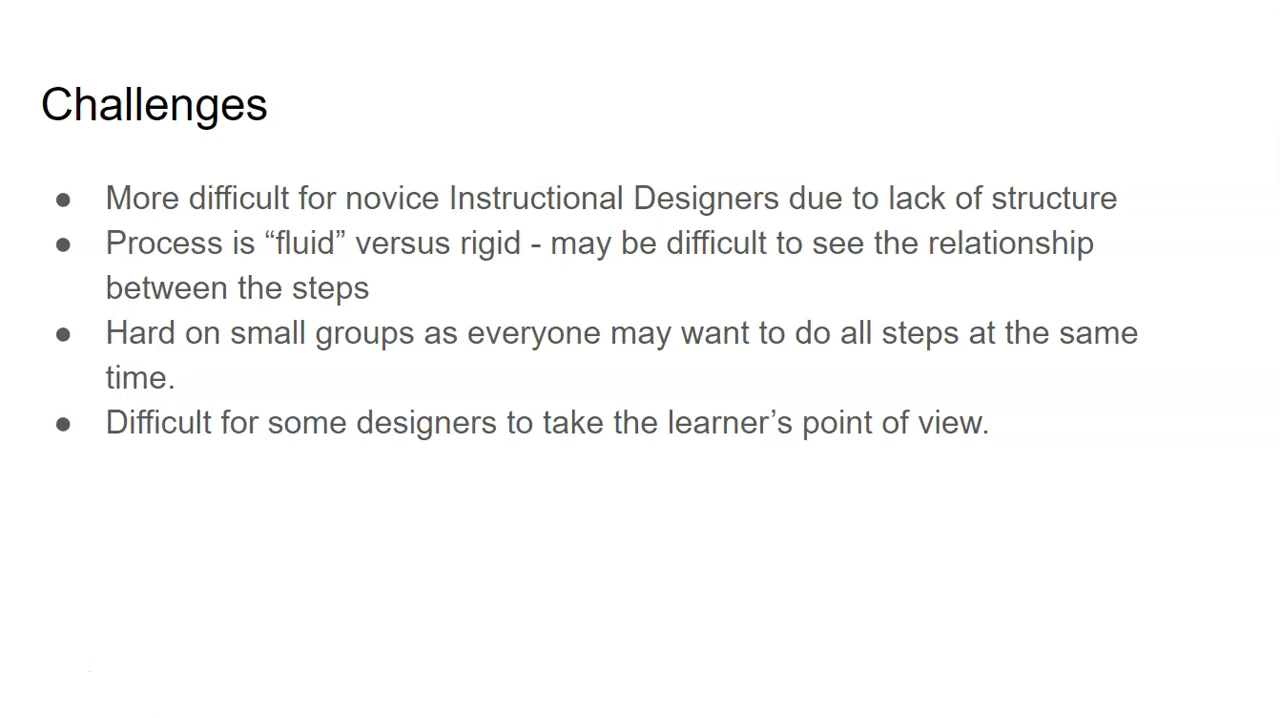 Challenges
● More difficult for novice Instructional Designers due to lack of structure
● Process is “fluid” versus rigid - may be difficult to see the relationship
between the steps
● Hard on small groups as everyone may want to do all steps at the same
time.
● Difficult for some designers to take the learner’s point of view.